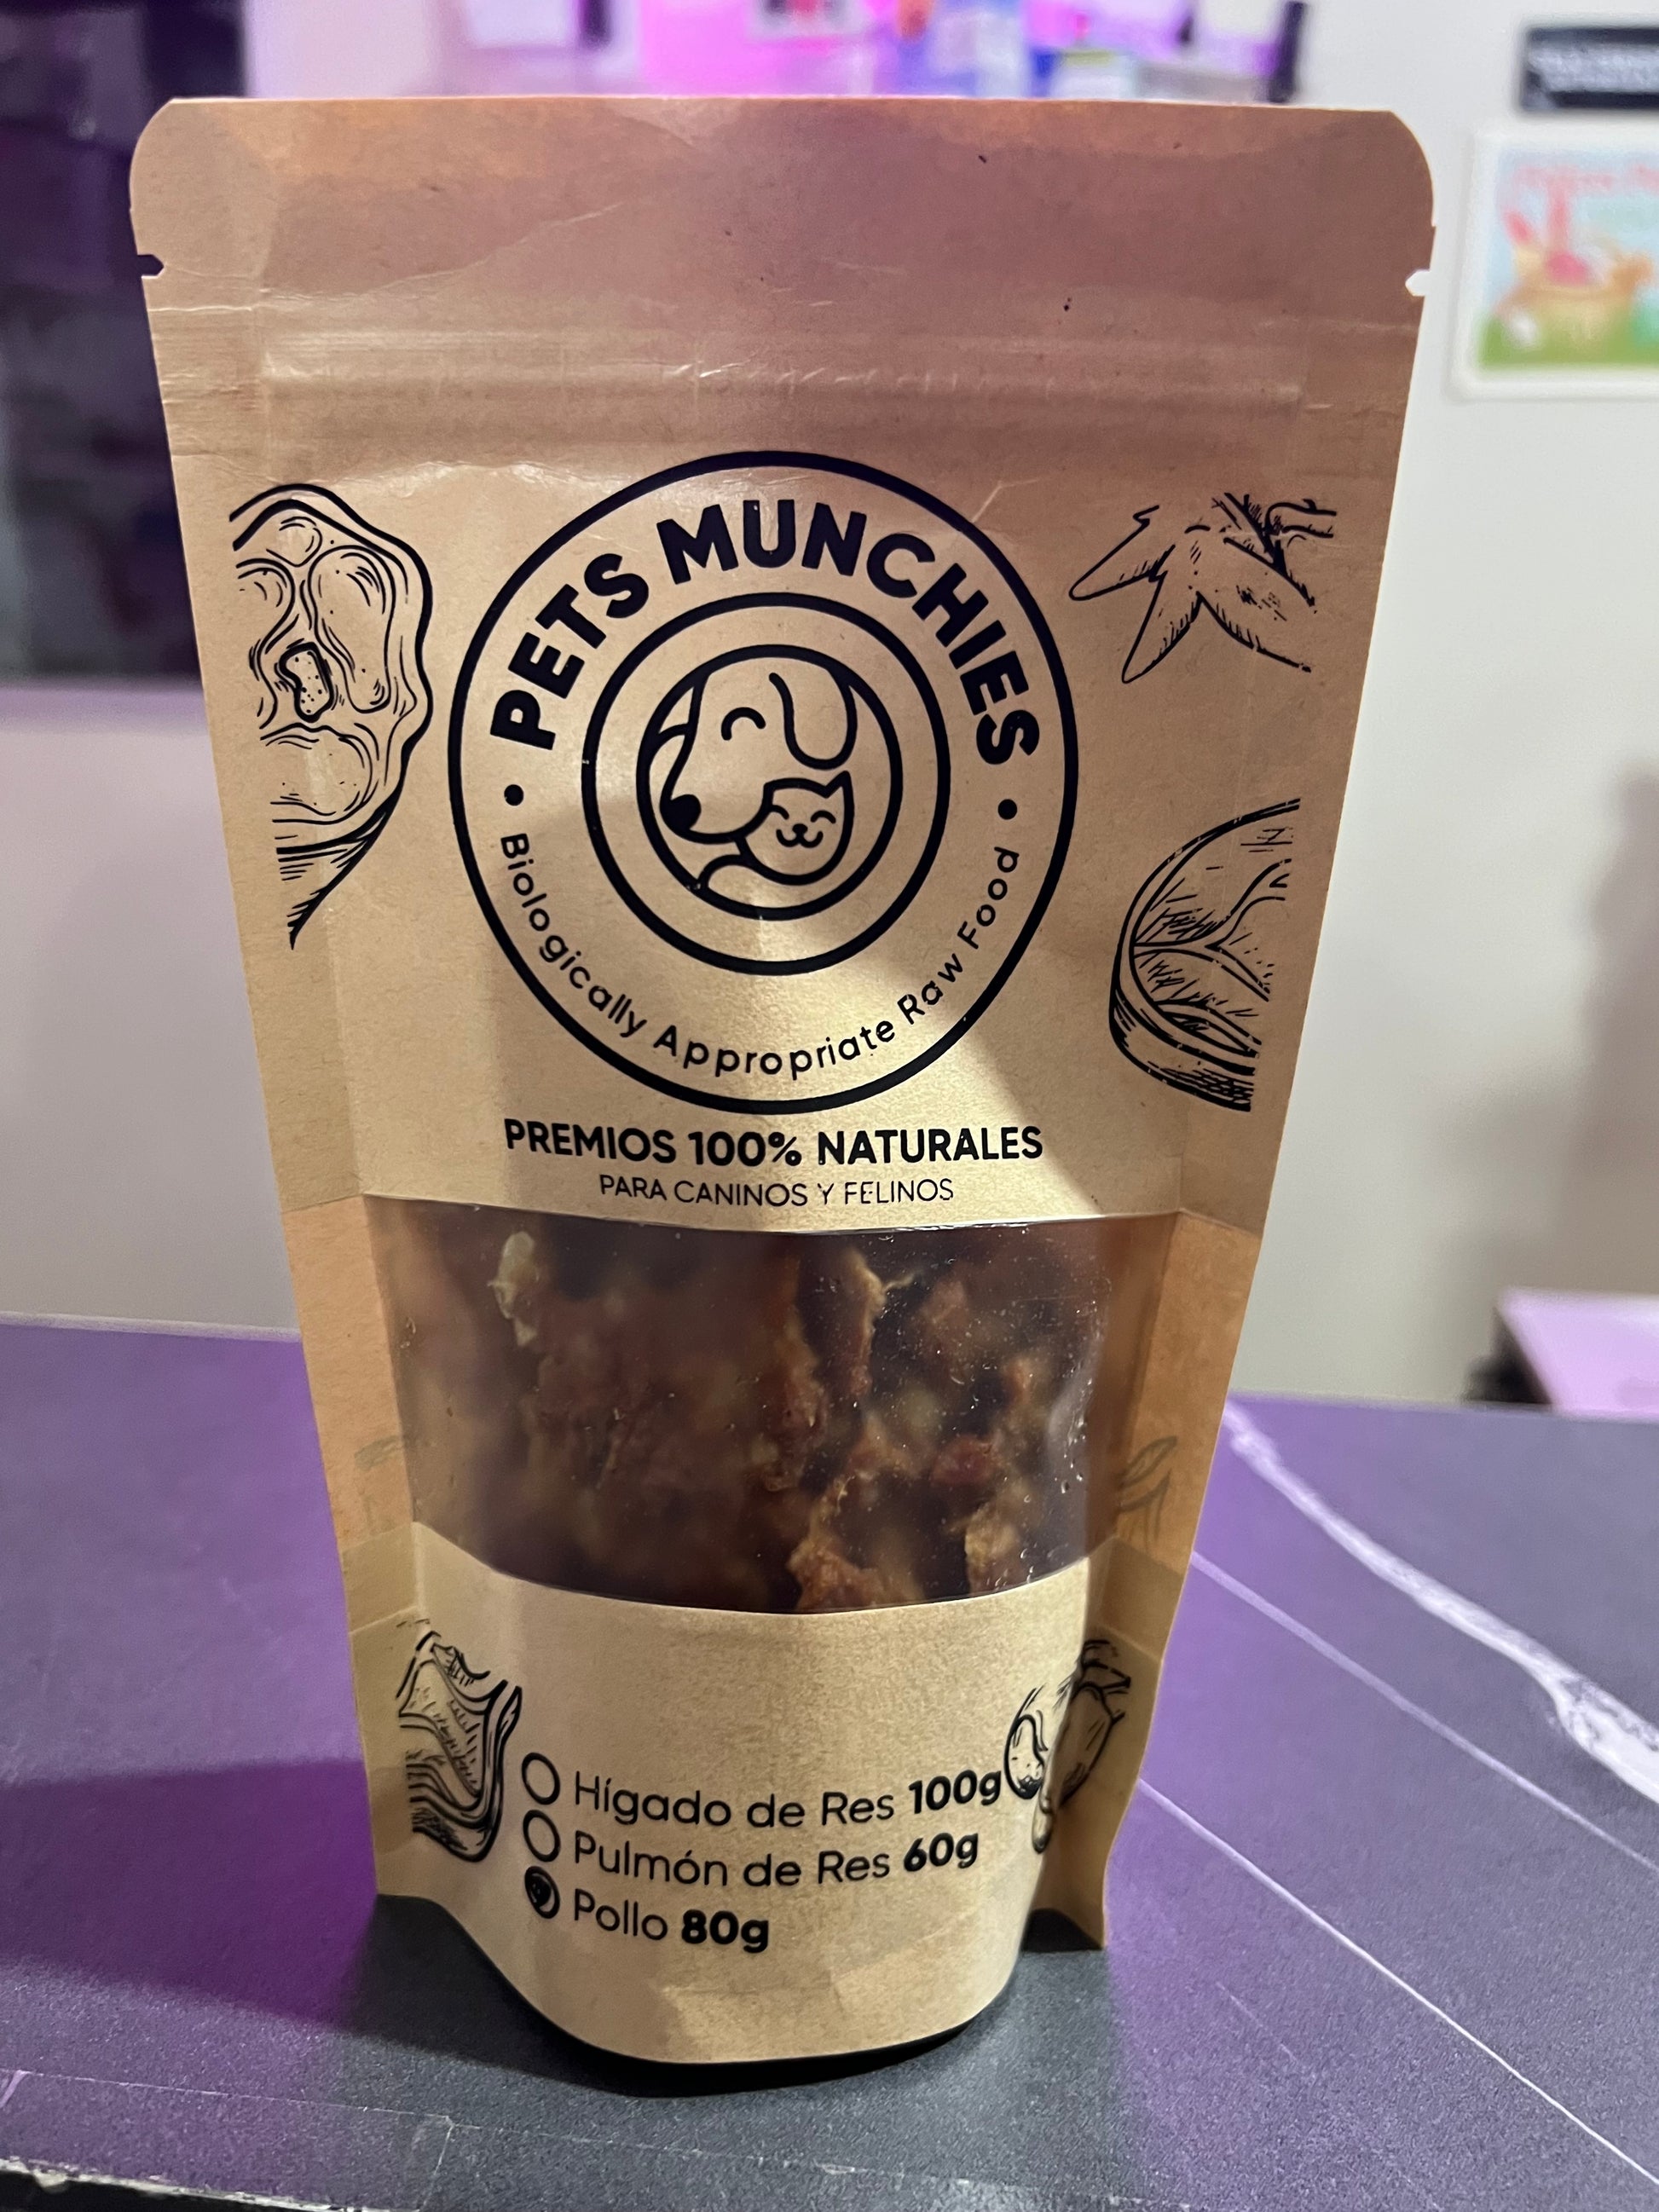 PETS MUNCHIES
Biologically Appropriate Raw Food
PREMIOS 100% NATURALES
PARA CANINOS Y FELINOS
Hígado de Res 100g
Pulmón de Res 60g
Pollo 80g